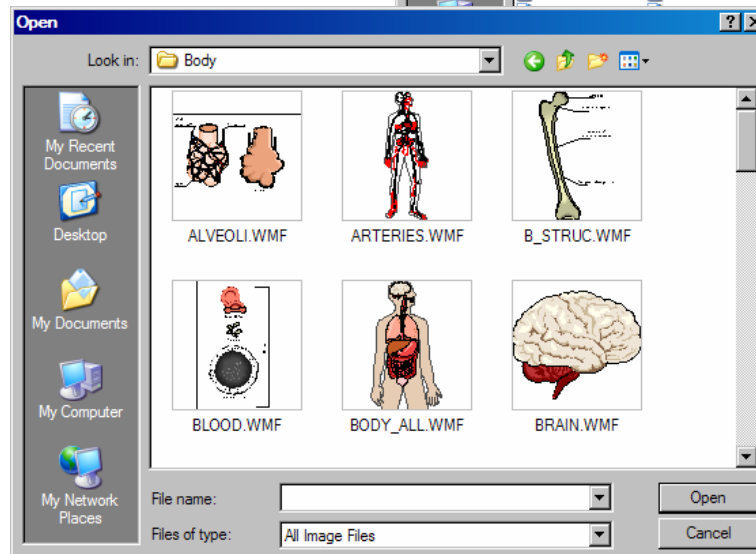 Open
Look in: Body
My Recent
Documents
Desktop
My Documents
My Computer
My Network
Places
ALVEOLI.WMF ARTERIES.WMF B_STRUC.WMF
BLOOD.WMF BODY_ALL.WMF BRAIN.WMF
File name: Open
Files of type: All Image Files Cancel